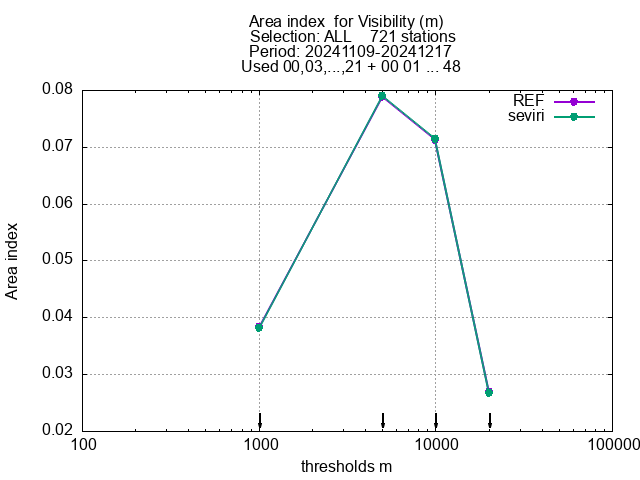 Area index  for Visibility (m)
Selection: ALL    721 stations
Period: 20241109-20241217
Used 00,03,...,21 + 00 01 ... 48
REF
seviri
0.08
0.07
0.06
0.05
0.04
0.03
0.02
Area index
100
1000
10000
100000
thresholds m